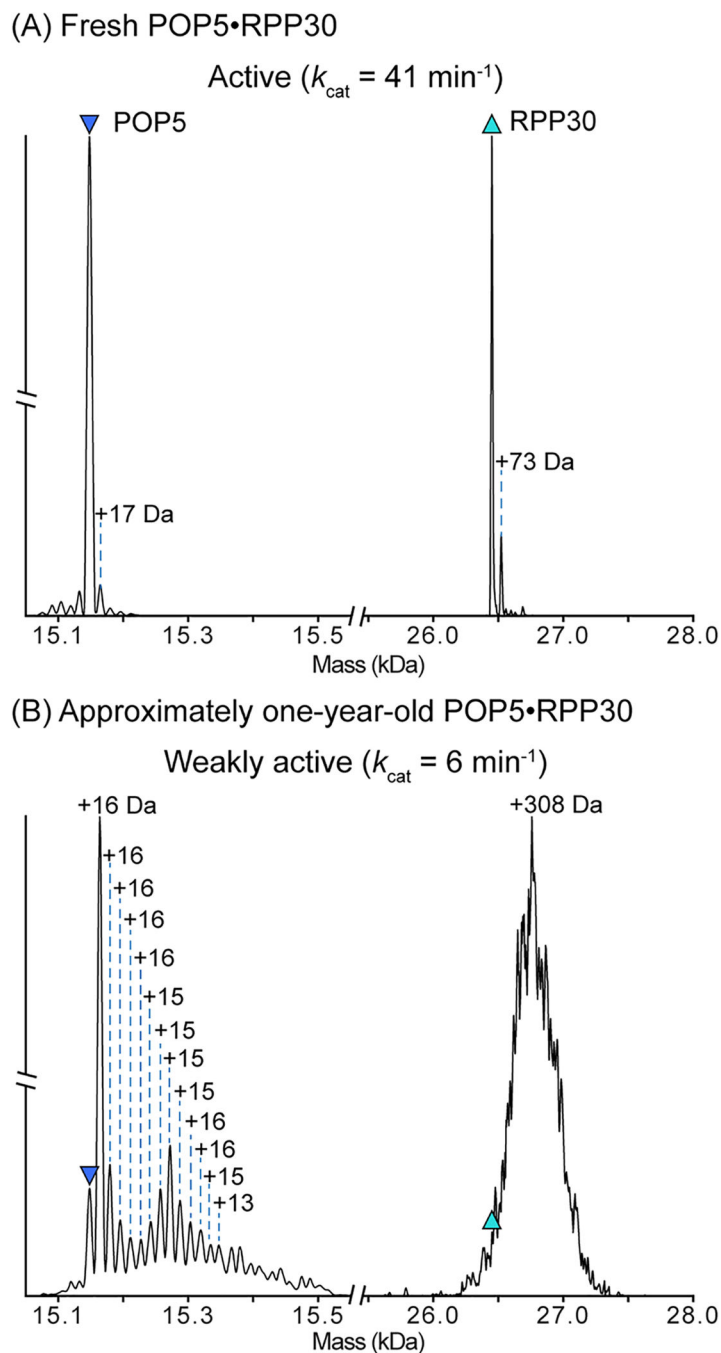 (A) Fresh POP5•RPP30
Active (kcat = 41 min-1)
POP5
RPP30
+73 Da
+17 Da
15.1 15.3 15.5 26.0 27.0 28.0
Mass (kDa)
(B) Approximately one-year-old POP5•RPP30
Weakly active (kcat = 6 min-1)
+16 Da
+308 Da
+16
+16
+16
+16
+15
+15
+15
+15
+16
+16
+15
+13
15.1 15.3 15.5 26.0 27.0 28.0
Mass (kDa)